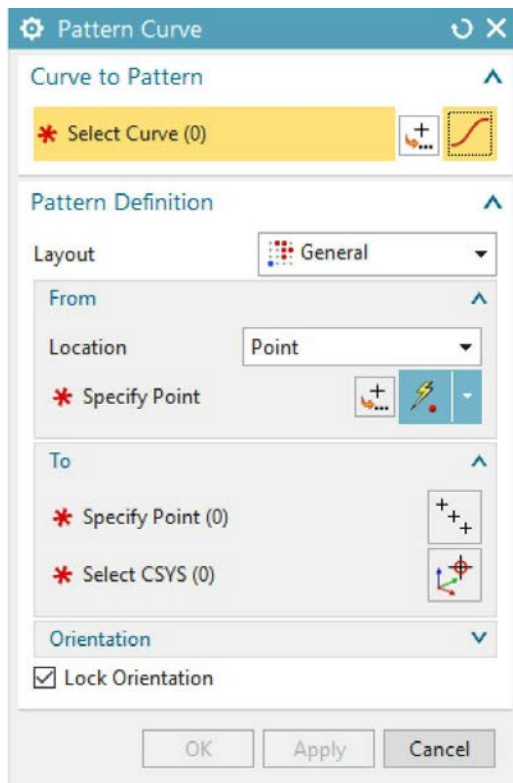 Pattern Curve
Curve to Pattern
* Select Curve (0)
Pattern Definition
Layout General
From
Location Point
* Specify Point
To
* Specify Point (0)
* Select CSYS (0)
Orientation
Lock Orientation
OK Apply Cancel